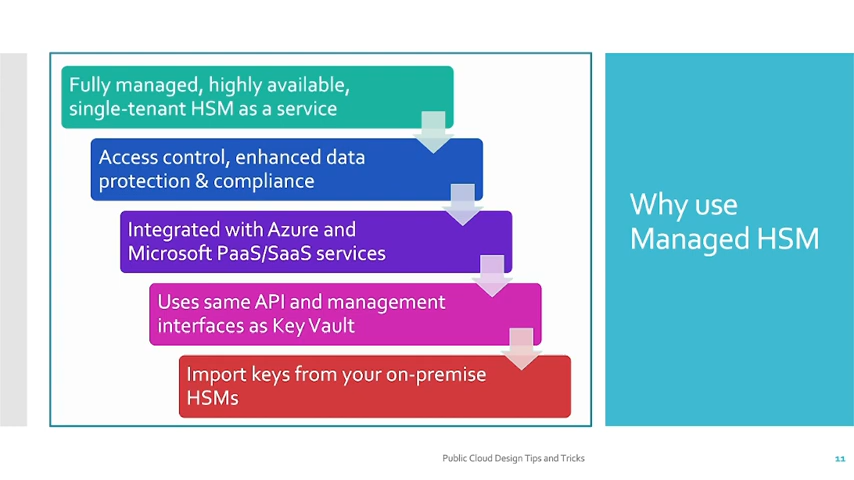 Fully managed, highly available,
single-tenant HSM as a service
Access control, enhanced data
protection & compliance
Integrated with Azure and
Microsoft PaaS/SaaS services
Uses same API and management
interfaces as Key Vault
Import keys from your on-premise
HSMs
Why use
Managed HSM
Public Cloud Design Tips and Tricks
11